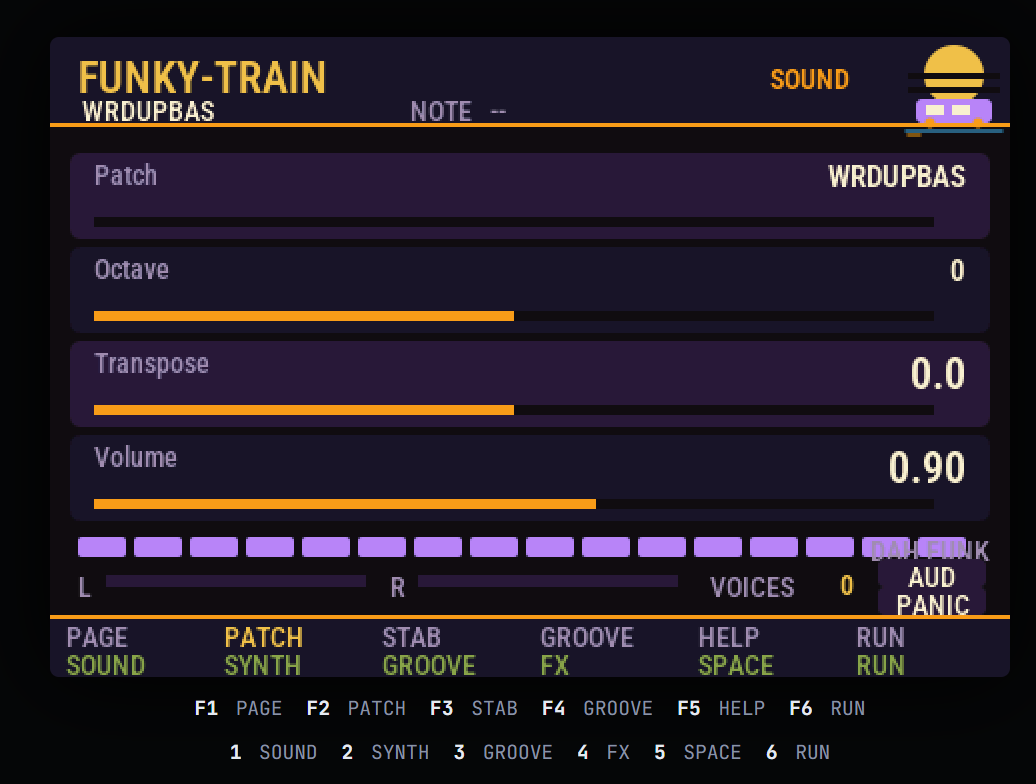 FUNKY-TRAIN
SOUND
WRDUPBAS NOTE --
Patch WRDUPBAS
Octave 0
Transpose 0.0
Volume 0.90
DAH FUNK
L R VOICES 0 AUD
PANIC
PAGE PATCH STAB GROOVE HELP RUN
SOUND SYNTH GROOVE FX SPACE RUN
F1 PAGE F2 PATCH F3 STAB F4 GROOVE F5 HELP F6 RUN
1 SOUND 2 SYNTH 3 GROOVE 4 FX 5 SPACE 6 RUN